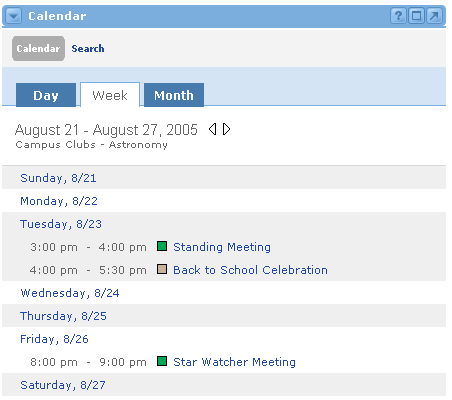 Calendar
?
Calendar Search
Day Week Month
August 21 - August 27, 2005
Campus Clubs - Astronomy
Sunday, 8/21
Monday, 8/22
Tuesday, 8/23
3:00 pm - 4:00 pm Standing Meeting
4:00 pm - 5:30 pm Back to School Celebration
Wednesday, 8/24
Thursday, 8/25
Friday, 8/26
8:00 pm - 9:00 pm Star Watcher Meeting
Saturday, 8/27